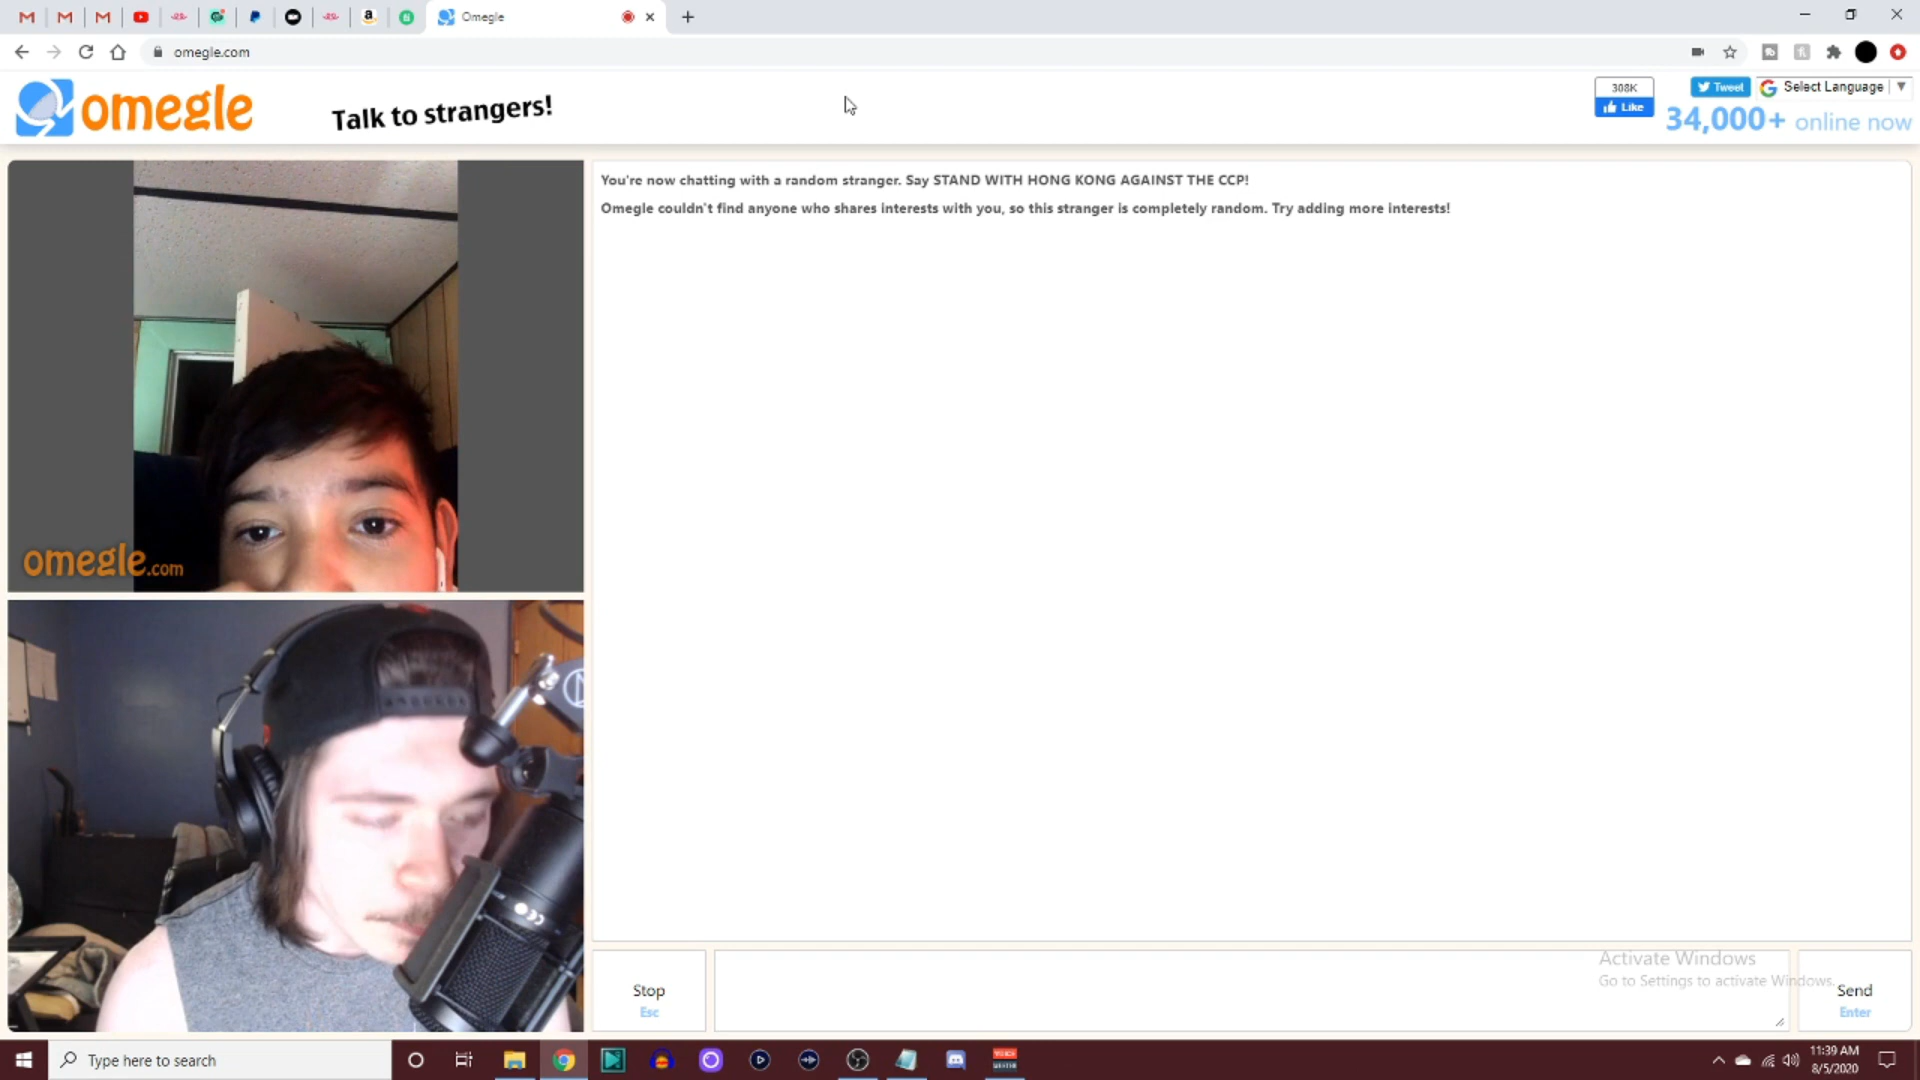 Omegle
omegle.com
omegle
Talk to strangers!
308K
Like
Tweet
Select Language
34,000+ online now
You're now chatting with a random stranger. Say STAND WITH HONG KONG AGAINST THE CCP!
Omegle couldn't find anyone who shares interests with you, so this stranger is completely random. Try adding more interests!
omegle.com
Stop
Esc
Activate Windows
Go to Settings to activate Windows.
Send
Enter
Type here to search
11:39 AM
8/5/2020